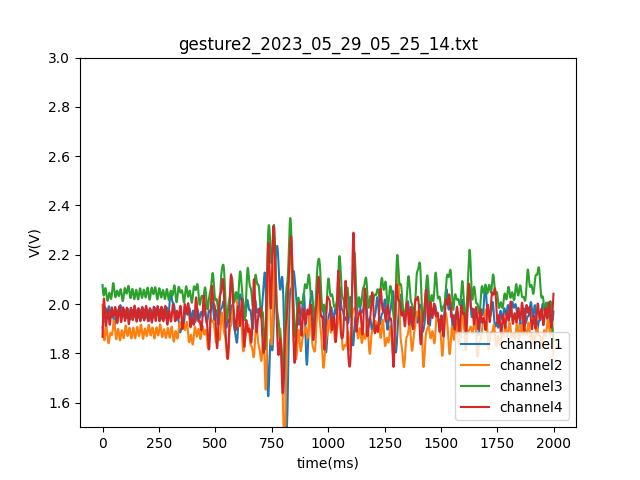 gesture2_2023_05_29_05_25_14.txt
3.0
2.8
2.6
2.4
2.2
2.0
1.8
1.6
V(V)
0 250 500 750 1000 1250 1500 1750 2000
time(ms)
channel1
channel2
channel3
channel4